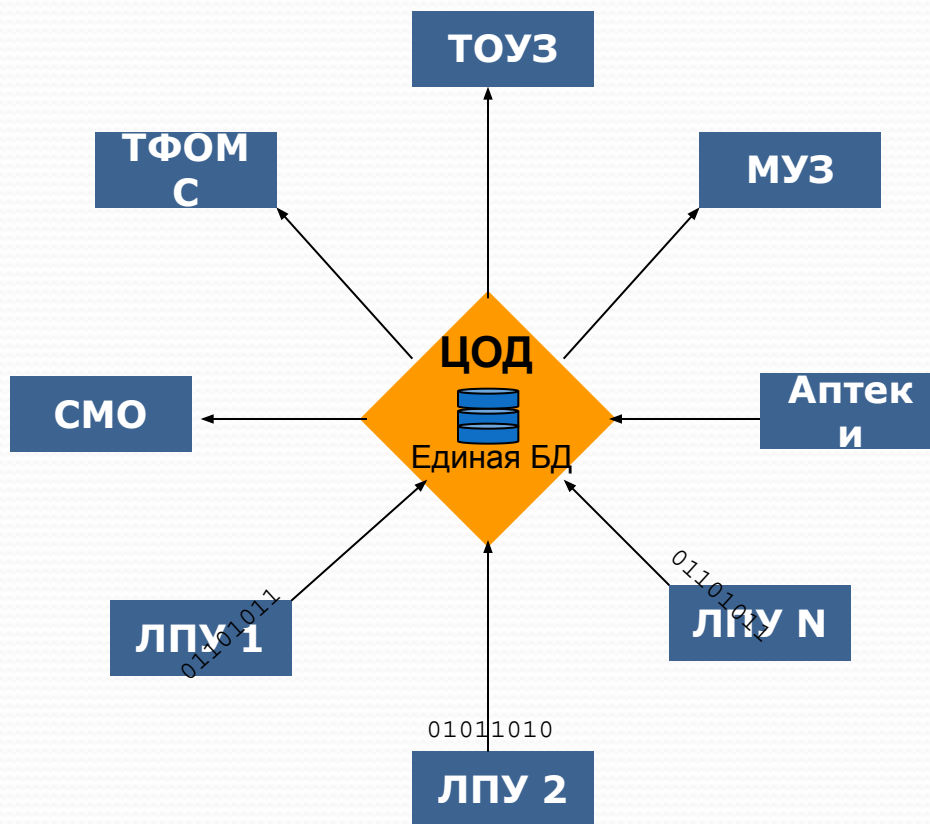 ТОУЗ
ТФОМ
С
МУЗ
ЦОД
СМО
Аптек
и
Единая БД
01101011
ЛПУ 1
01101011
ЛПУ N
01011010
ЛПУ 2